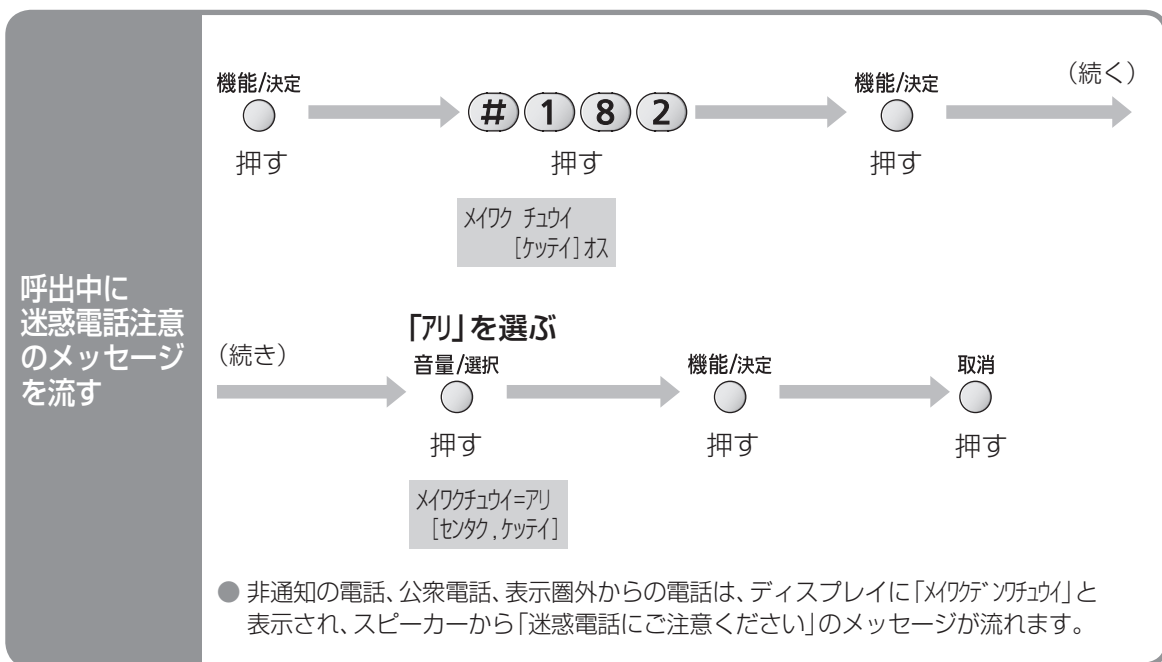 呼出中に
迷惑電話注意
のメッセージ
を流す
機能/決定
押す
# 1 8 2
押す
メイワク チュウイ
[ケッテイ]オス
機能/決定
押す
(続く)
(続き)
「アリ」を選ぶ
音量/選択
押す
メイワクチュウイ=アリ
[センタク,ケッテイ]
機能/決定
押す
取消
押す
● 非通知の電話、公衆電話、表示圏外からの電話は、ディスプレイに「メイワクデンワチュウイ」と
表示され、スピーカーから「迷惑電話にご注意ください」のメッセージが流れます。